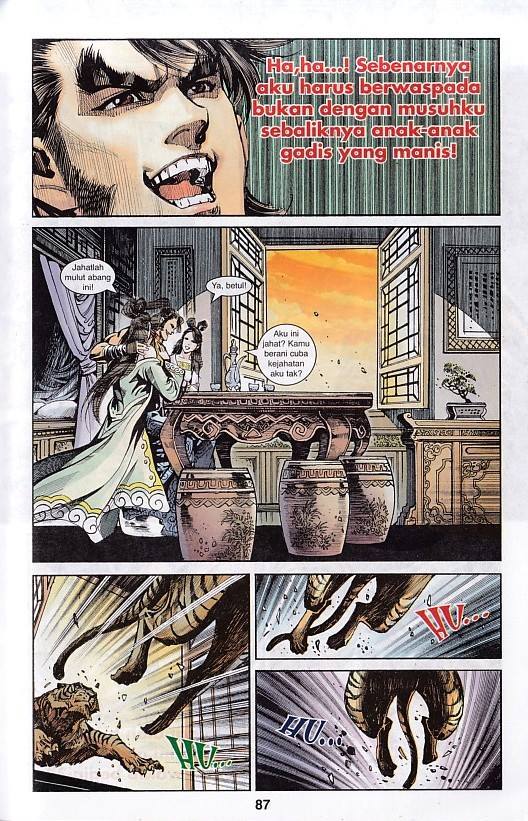 Ha,ha...! Sebenarnya
aku harus berwaspada
bukan dengan musuhku
sebaliknya anak-anak
gadis yang manis!
Jahatlah
mulut abang
ini!
Ya, betul!
Aku ini
jahat? Kamu
berani cuba
kejahatan
aku tak?
HU...
HU...
HU...
87